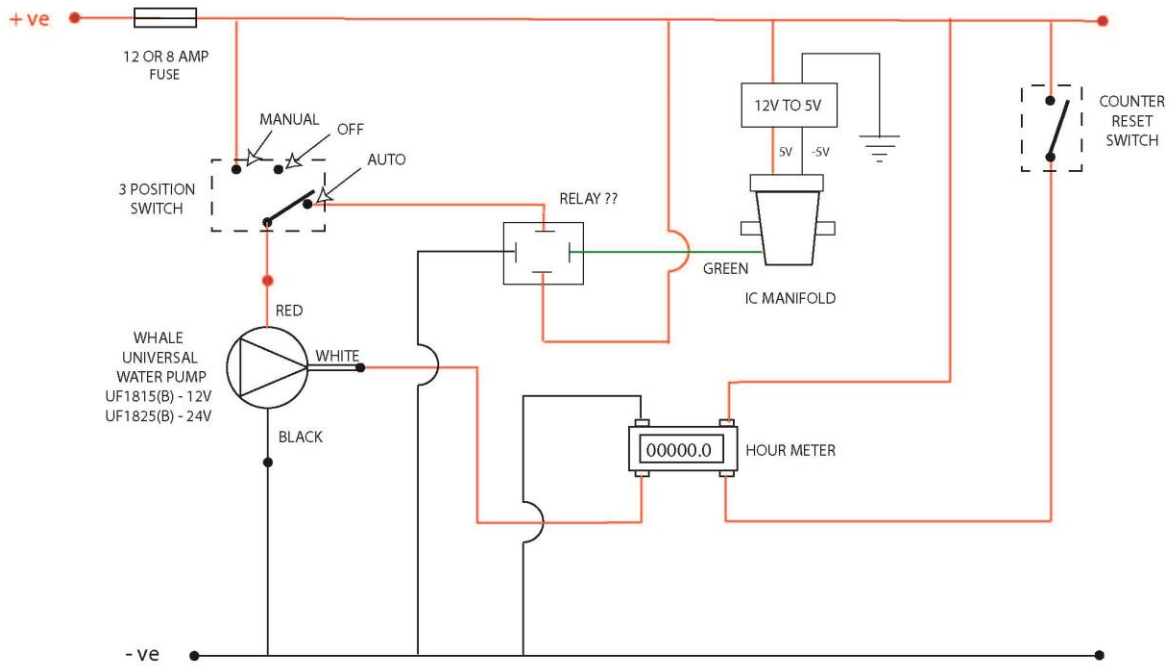 + ve
12 OR 8 AMP
FUSE
MANUAL
OFF
AUTO
3 POSITION
SWITCH
RELAY ??
12V TO 5V
5V
-5V
COUNTER
RESET
SWITCH
GREEN
IC MANIFOLD
RED
WHALE
UNIVERSAL
WATER PUMP
UF1815(B) - 12V
UF1825(B) - 24V
WHITE
BLACK
00000.0
HOUR METER
- ve